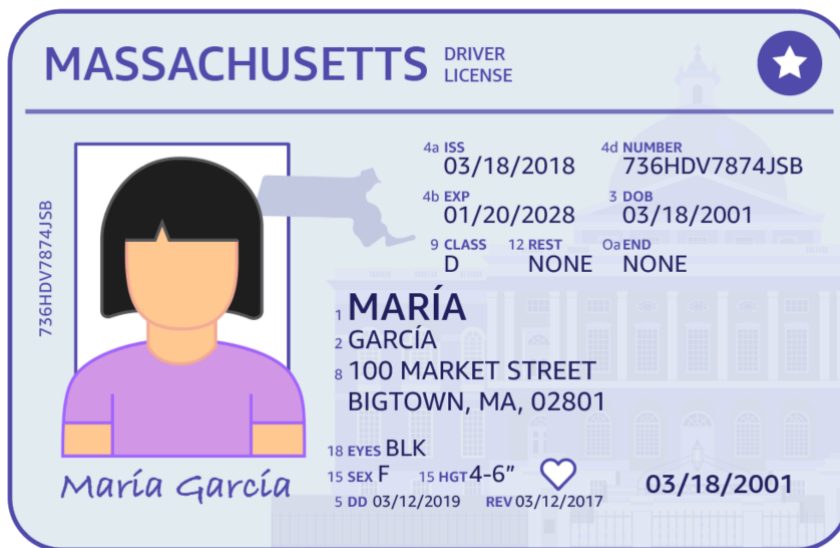 MASSACHUSETTS DRIVER LICENSE
4a ISS 4d NUMBER
03/18/2018 736HDV7874JSB
4b EXP 3 DOB
01/20/2028 03/18/2001
9 CLASS 12 REST OaEND
D NONE NONE
736HDV7874JSB
1 MARÍA
2 GARCÍA
8 100 MARKET STREET
BIGTOWN, MA, 02801
18 EYES BLK
15 SEX F 15 HGT 4-6"
5 DD 03/12/2019 REV 03/12/2017
03/18/2001
María García